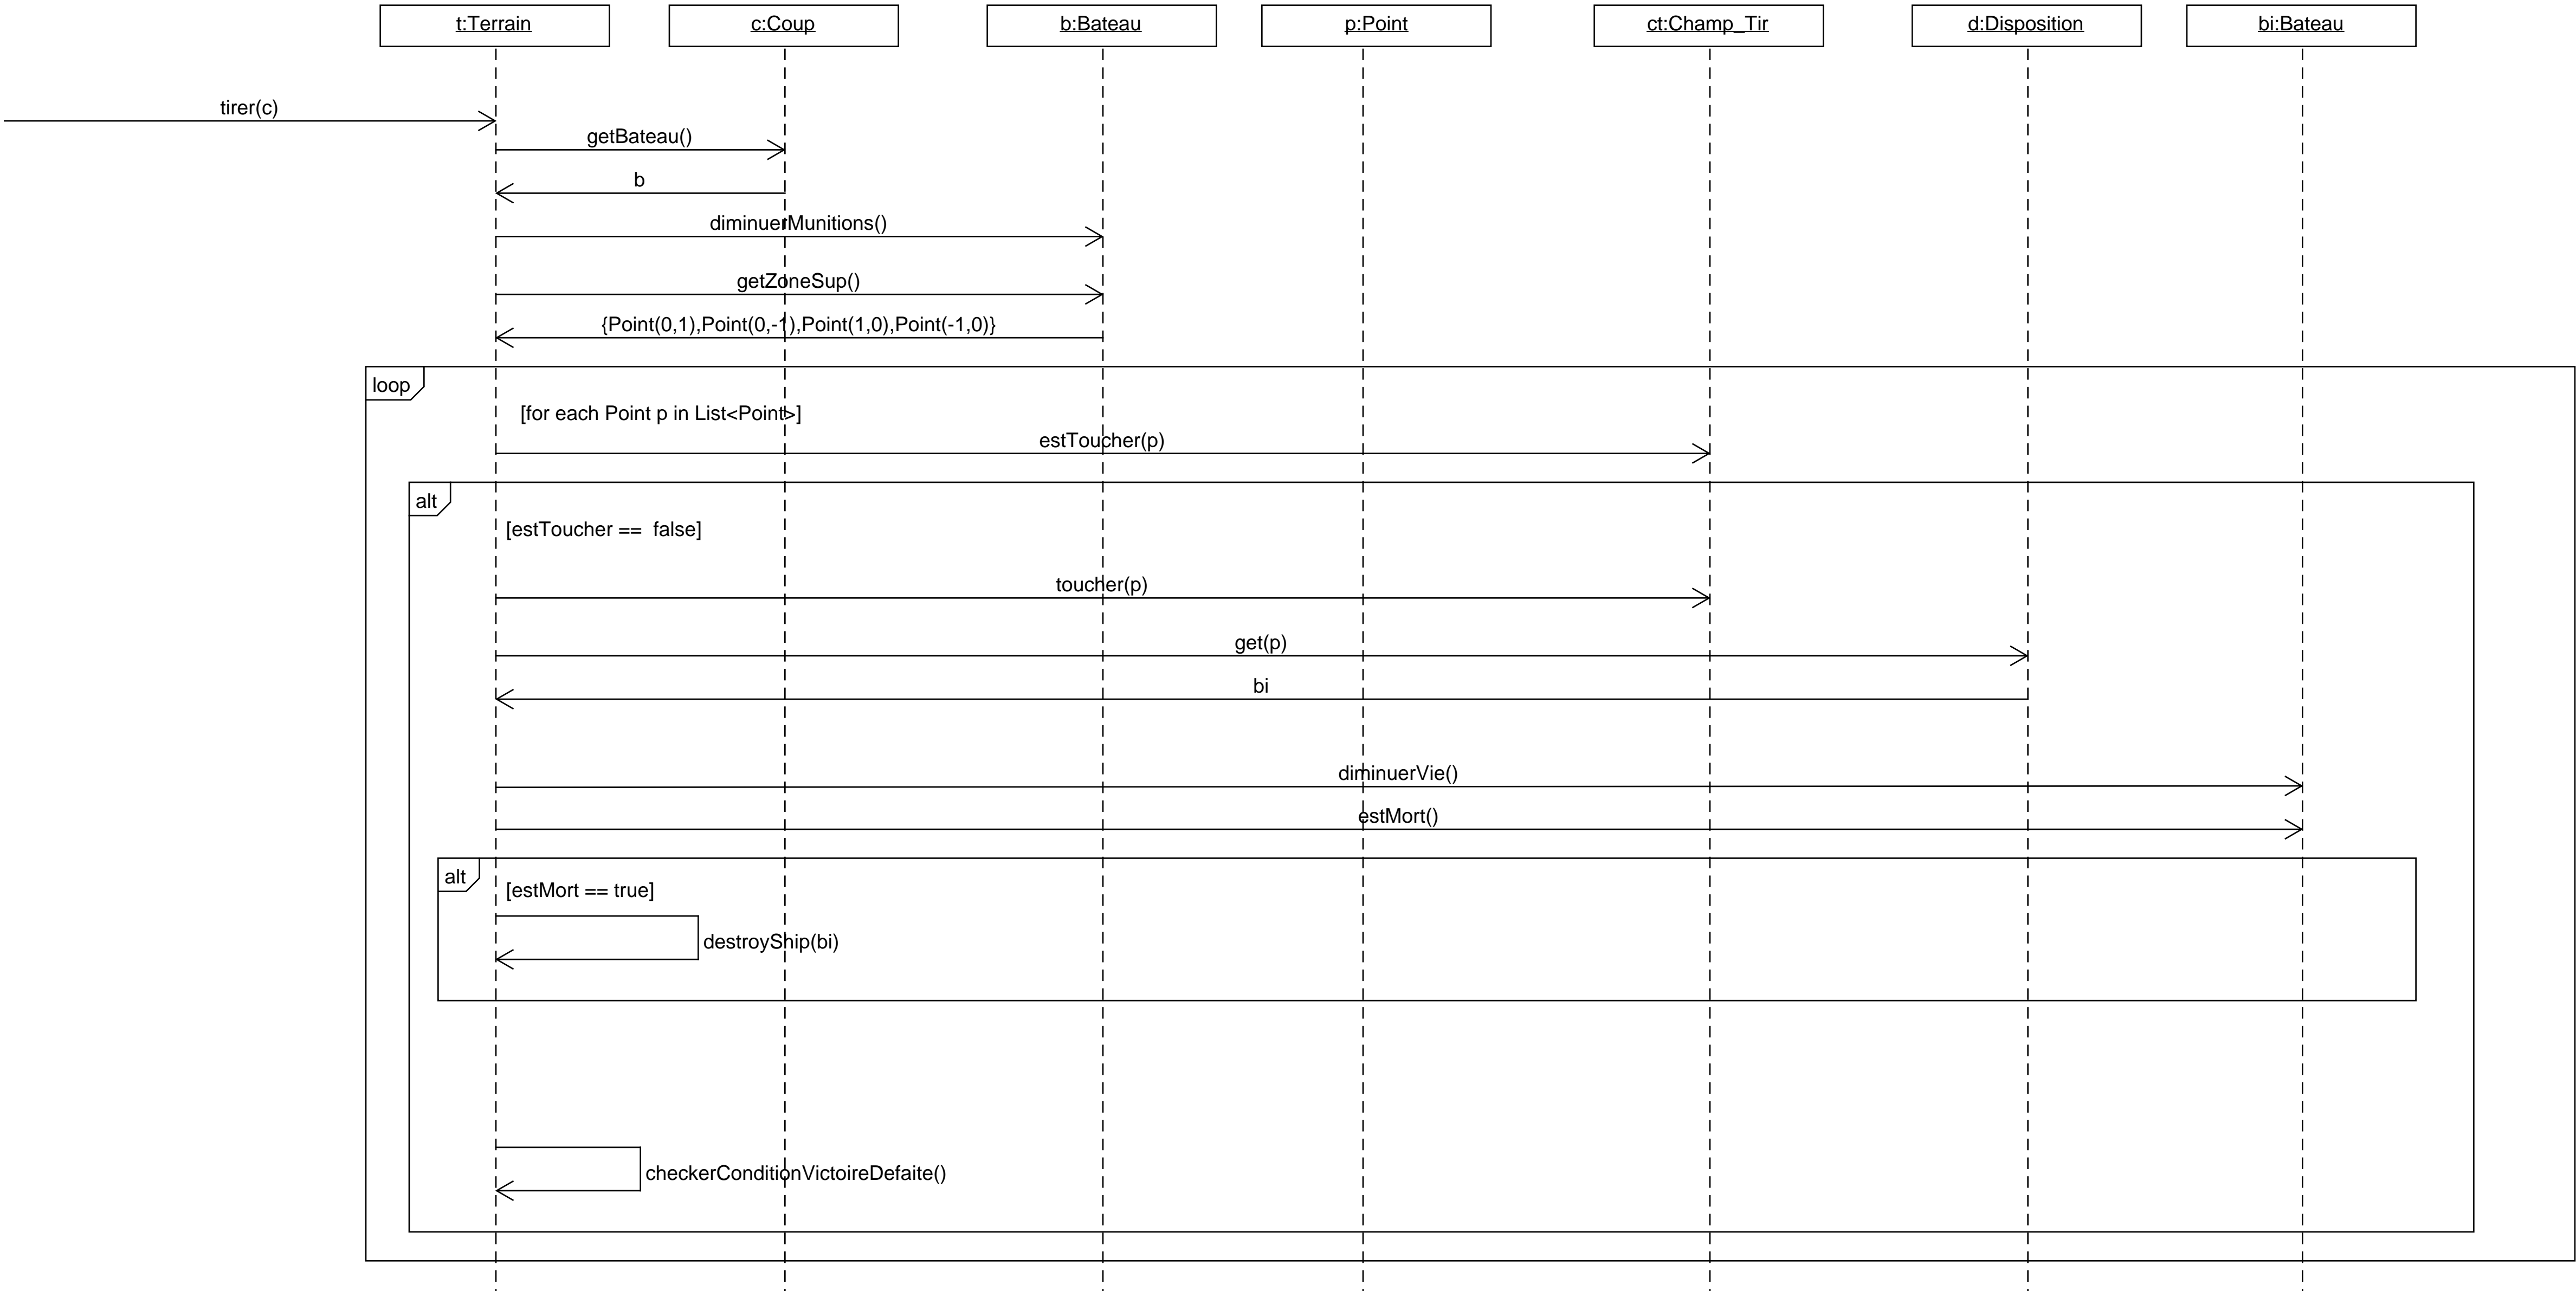 t:Terrain
c:Coup
b:Bateau
p:Point
ct:Champ_Tir
d:Disposition
bi:Bateau
tirer(c)
getBateau()
b
diminuerMunitions()
getZoneSup()
{Point(0,1),Point(0,-1),Point(1,0),Point(-1,0)}
loop
[for each Point p in List<Point>]
estToucher(p)
alt
[estToucher == false]
toucher(p)
get(p)
bi
diminuerVie()
estMort()
alt
[estMort == true]
destroyShip(bi)
checkerConditionVictoireDefaite()